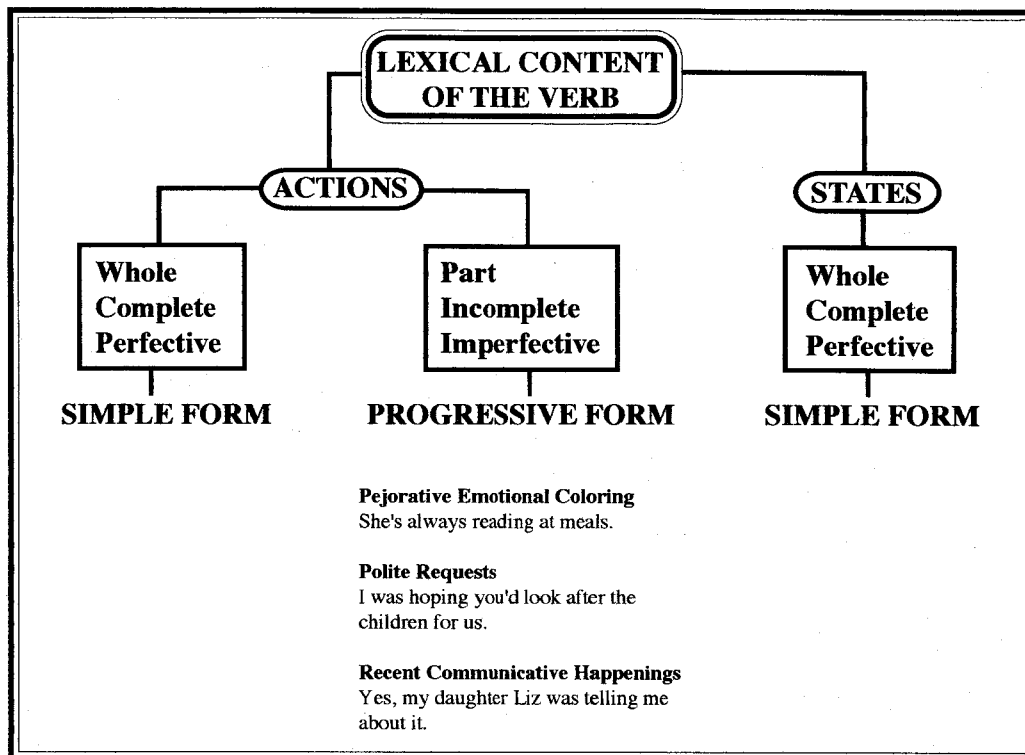 LEXICAL CONTENT
OF THE VERB
ACTIONS
STATES
Whole
Complete
Perfective
Part
Incomplete
Imperfective
Whole
Complete
Perfective
SIMPLE FORM
PROGRESSIVE FORM
SIMPLE FORM
Pejorative Emotional Coloring
She's always reading at meals.
Polite Requests
I was hoping you'd look after the
children for us.
Recent Communicative Happenings
Yes, my daughter Liz was telling me
about it.